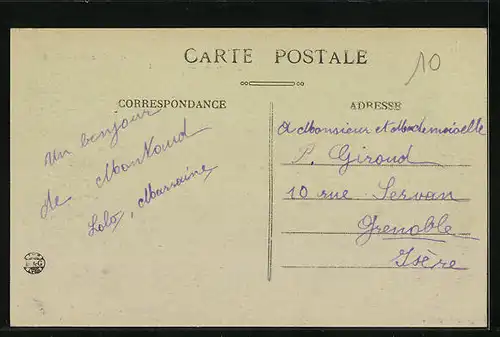 CARTE POSTALE
10
CORRESPONDANCE
ADRESSE
Un bonjour
de Montaud
Lolo, Marraine
A Monsieur et Mademoiselle
P. Giroud
10 rue Servan
Grenoble
Isère